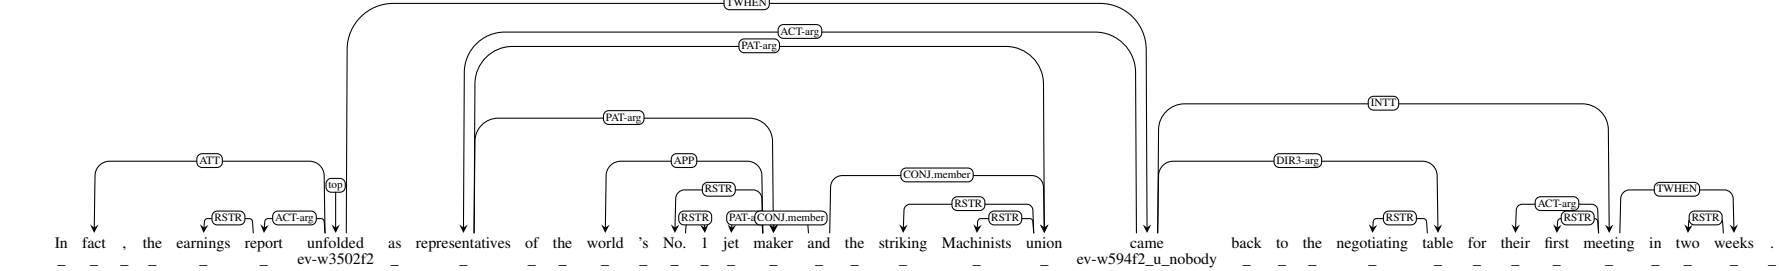 TWHEN
ACT-arg
PAT-arg
INTT
PAT-arg
ATT APP DIR3-arg
CONJ.member
top RSTR TWHEN
RSTR ACT-arg
RSTR ACT-arg RSTR CONJ.member RSTR RSTR RSTR RSTR
In fact , the earnings report unfolded as representatives of the world 's No. 1 jet maker and the striking Machinists union came back to the negotiating table for their first meeting in two weeks .
_ _ _ _ _ _ ev-w3502f2 _ _ _ _ _ _ _ _ _ _ _ _ _ _ _ ev-w594f2_u_nobody _ _ _ _ _ _ _ _ _ _ _ _ _